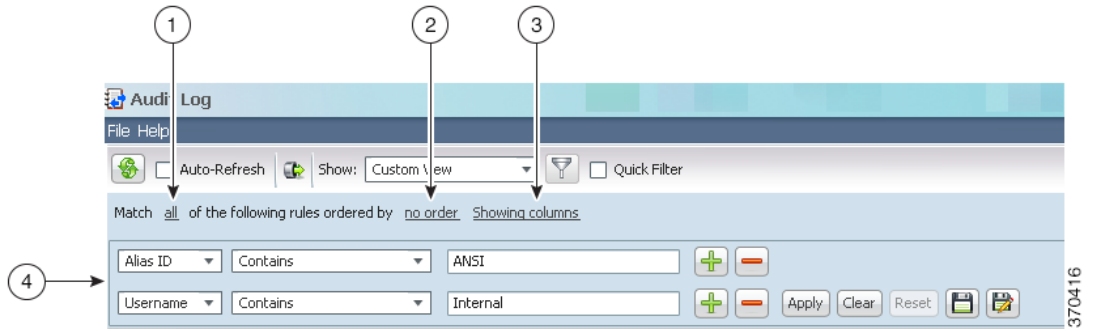 1 2 3
Audit Log
File Help
Auto-Refresh Show: Custom View Quick Filter
Match all of the following rules ordered by no order Showing columns
4
Alias ID Contains ANSI
Username Contains Internal Apply Clear Reset
370416